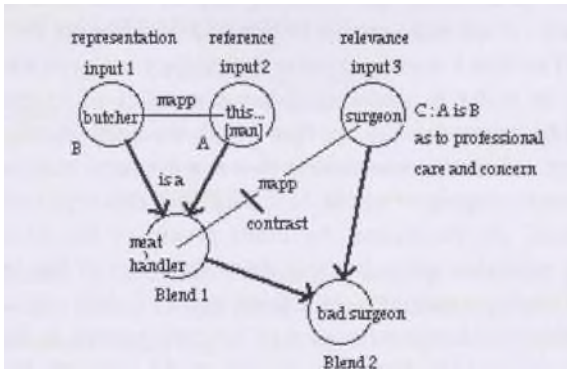 representation reference relevance
input 1 input 2 input 3
mapp
butcher this... surgeon C : A is B
[man]
B A as to professional
care and concern
is a mapp
contrast
meat
handler
Blend 1
bad surgeon
Blend 2